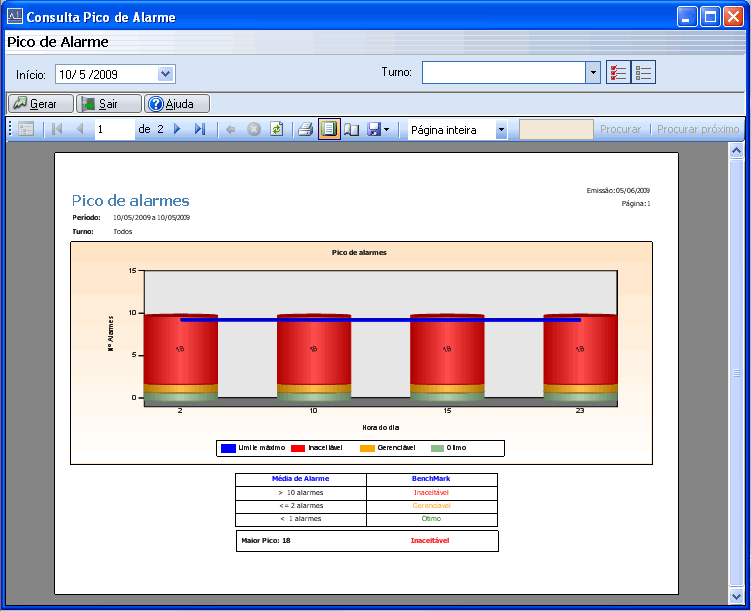 Consulta Pico de Alarme
Pico de Alarme
Início: 10/ 5 /2009 Turno:
Gerar Sair Ajuda
1 de 2 Página inteira Procurar Procurar próximo
Emissão: 05/06/2009
Pico de alarmes
Página: 1
Período: 10/05/2009 a 10/05/2009
Turno: Todos
Pico de alarmes
15
10
5
0
Nº Alarmes
18 18 18 18
2 10 15 23
Hora do dia
Limite máximo Inaceitável Gerenciável Otimo
Média de Alarme BenchMark
> 10 alarmes Inaceitável
<= 2 alarmes Gerenciavel
< 1 alarmes Otimo
Maior Pico: 18 Inaceitável